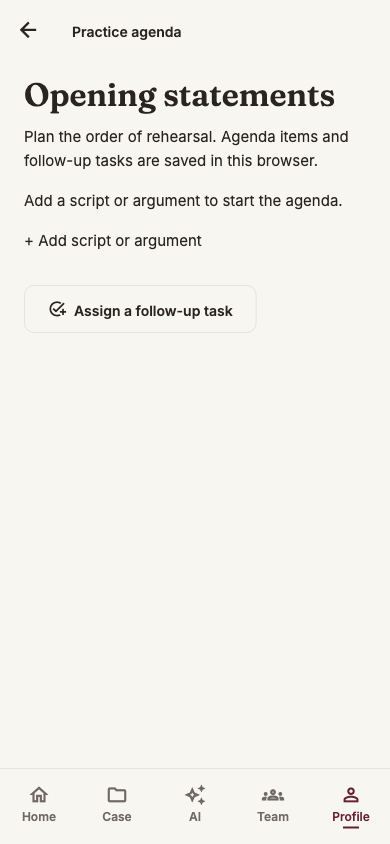 Practice agenda
Opening statements
Plan the order of rehearsal. Agenda items and
follow-up tasks are saved in this browser.
Add a script or argument to start the agenda.
+ Add script or argument
Assign a follow-up task
Home
Case
AI
Team
Profile